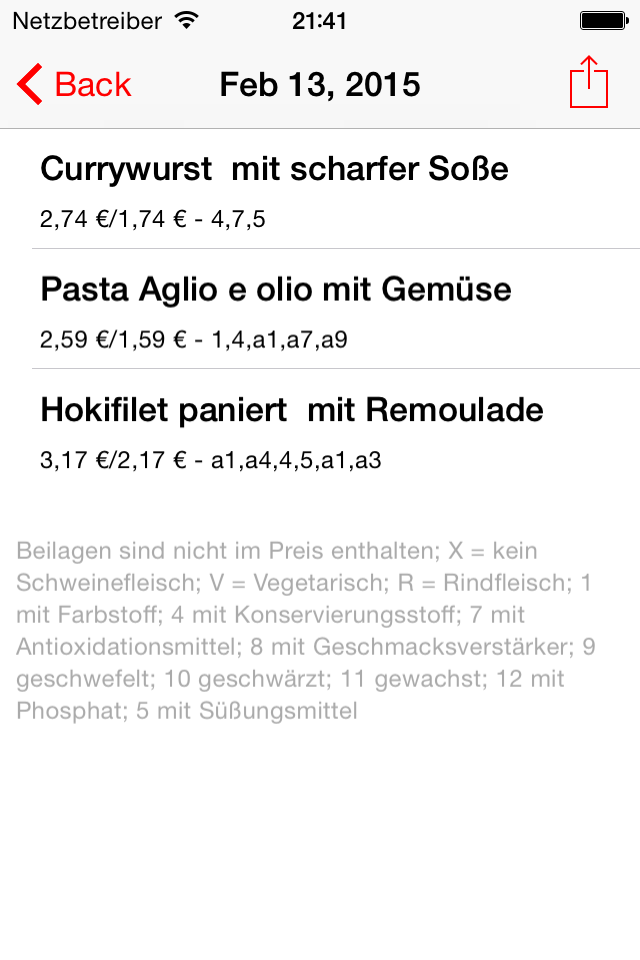 Netzbetreiber 21:41
Back Feb 13, 2015
Currywurst  mit scharfer Soße
2,74 €/1,74 € - 4,7,5
Pasta Aglio e olio mit Gemüse
2,59 €/1,59 € - 1,4,a1,a7,a9
Hokifilet paniert  mit Remoulade
3,17 €/2,17 € - a1,a4,4,5,a1,a3
Beilagen sind nicht im Preis enthalten; X = kein
Schweinefleisch; V = Vegetarisch; R = Rindfleisch; 1
mit Farbstoff; 4 mit Konservierungsstoff; 7 mit
Antioxidationsmittel; 8 mit Geschmacksverstärker; 9
geschwefelt; 10 geschwärzt; 11 gewachst; 12 mit
Phosphat; 5 mit Süßungsmittel